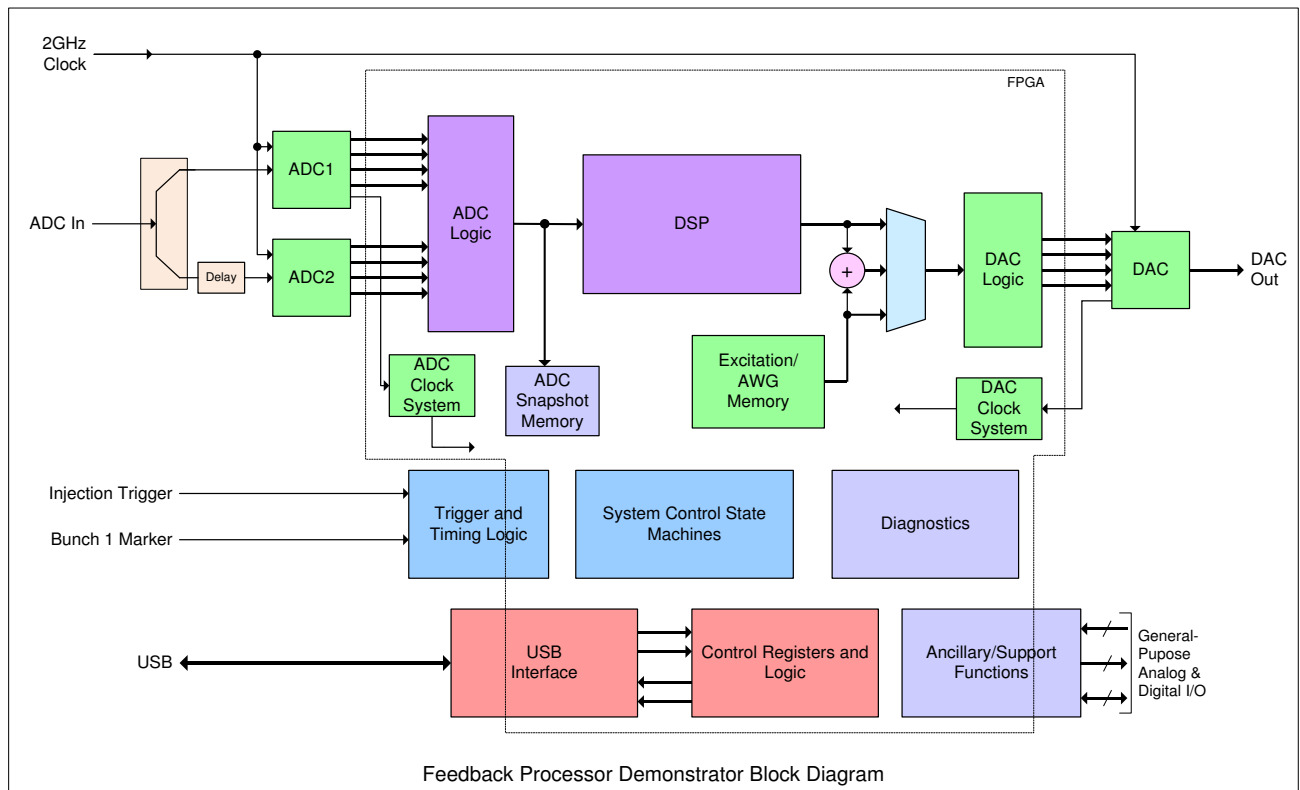 2GHz
Clock
FPGA
ADC In
Delay
ADC1
ADC2
ADC
Logic
DSP
+
DAC
Logic
DAC
DAC
Out
ADC
Clock
System
ADC
Snapshot
Memory
Excitation/
AWG
Memory
DAC
Clock
System
Injection Trigger
Bunch 1 Marker
Trigger and
Timing Logic
System Control State
Machines
Diagnostics
USB
USB
Interface
Control Registers and
Logic
Ancillary/Support
Functions
General-
Pupose
Analog &
Digital I/O
Feedback Processor Demonstrator Block Diagram